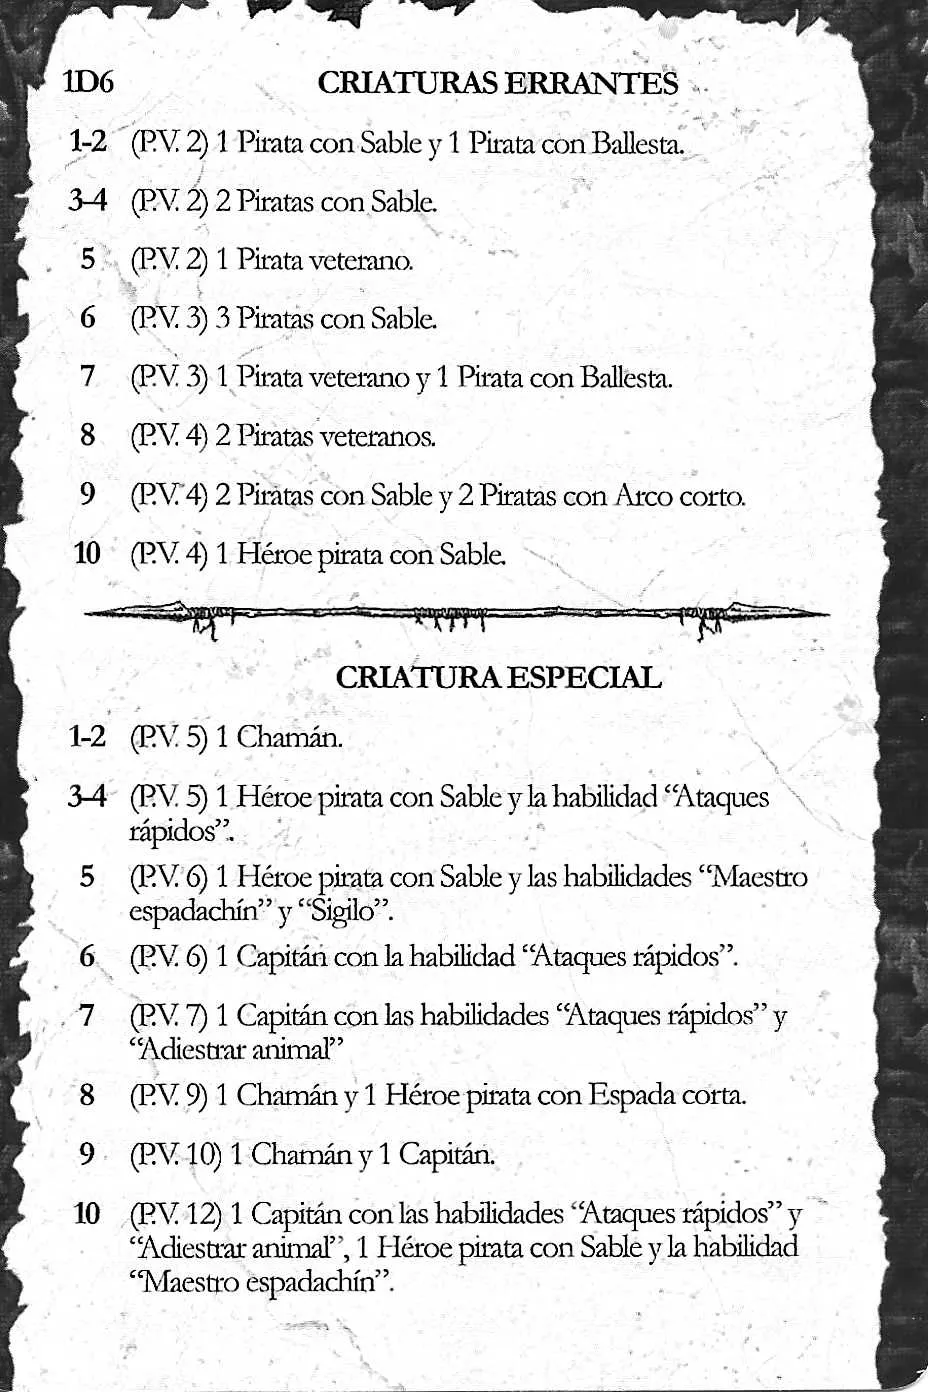 1D6 CRIATURAS ERRANTES
1-2 (P.V. 2) 1 Pirata con Sable y 1 Pirata con Ballesta.
3-4 (P.V. 2) 2 Piratas con Sable.
5 (P.V. 2) 1 Pirata veterano.
6 (P.V. 3) 3 Piratas con Sable.
7 (P.V. 3) 1 Pirata veterano y 1 Pirata con Ballesta.
8 (P.V. 4) 2 Piratas veteranos.
9 (P.V. 4) 2 Piratas con Sable y 2 Piratas con Arco corto.
10 (P.V. 4) 1 Héroe pirata con Sable.
CRIATURA ESPECIAL
1-2 (P.V. 5) 1 Chamán.
3-4 (P.V. 5) 1 Héroe pirata con Sable y la habilidad “Ataques
rápidos”.
5 (P.V. 6) 1 Héroe pirata con Sable y las habilidades “Maestro
espadachín” y “Sigilo”.
6 (P.V. 6) 1 Capitán con la habilidad “Ataques rápidos”.
7 (P.V. 7) 1 Capitán con las habilidades “Ataques rápidos” y
“Adiestrar animal”
8 (P.V. 9) 1 Chamán y 1 Héroe pirata con Espada corta.
9 (P.V. 10) 1 Chamán y 1 Capitán.
10 (P.V. 12) 1 Capitán con las habilidades “Ataques rápidos” y
“Adiestrar animal”, 1 Héroe pirata con Sable y la habilidad
“Maestro espadachín”.